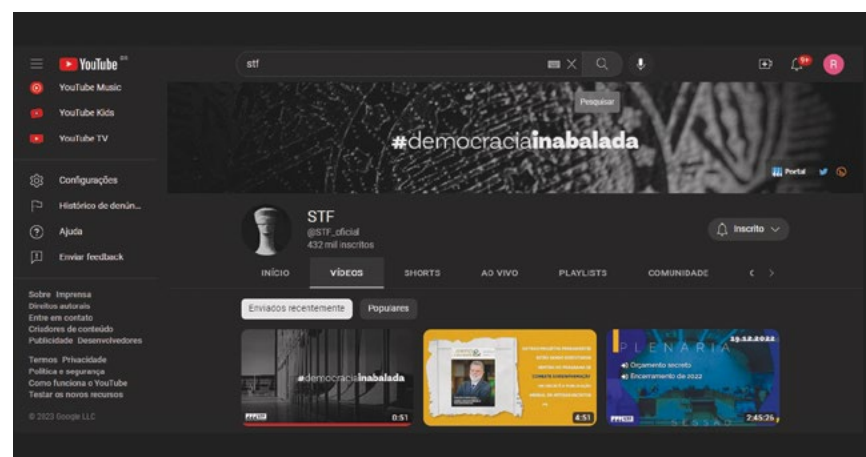 YouTube BR
stf
YouTube Music
YouTube Kids
YouTube TV
Configurações
Histórico de denún...
Ajuda
Enviar feedback
Sobre Imprensa
Direitos autorais
Entre em contato
Criadores de conteúdo
Publicidade Desenvolvedores
Termos Privacidade
Política e segurança
Como funciona o YouTube
Testar os novos recursos
© 2023 Google LLC
9+
R
Pesquisar
#democraciainabalada
Portal
STF
@STF_oficial
432 mil inscritos
Inscrito
INÍCIO VÍDEOS SHORTS AO VIVO PLAYLISTS COMUNIDADE C
Enviados recentemente Populares
#democraciainabalada
0:51
4:51
19.12.2022
PLENÁRIA
Orçamento secreto
Encerramento de 2022
SESSÃO
2:45:26